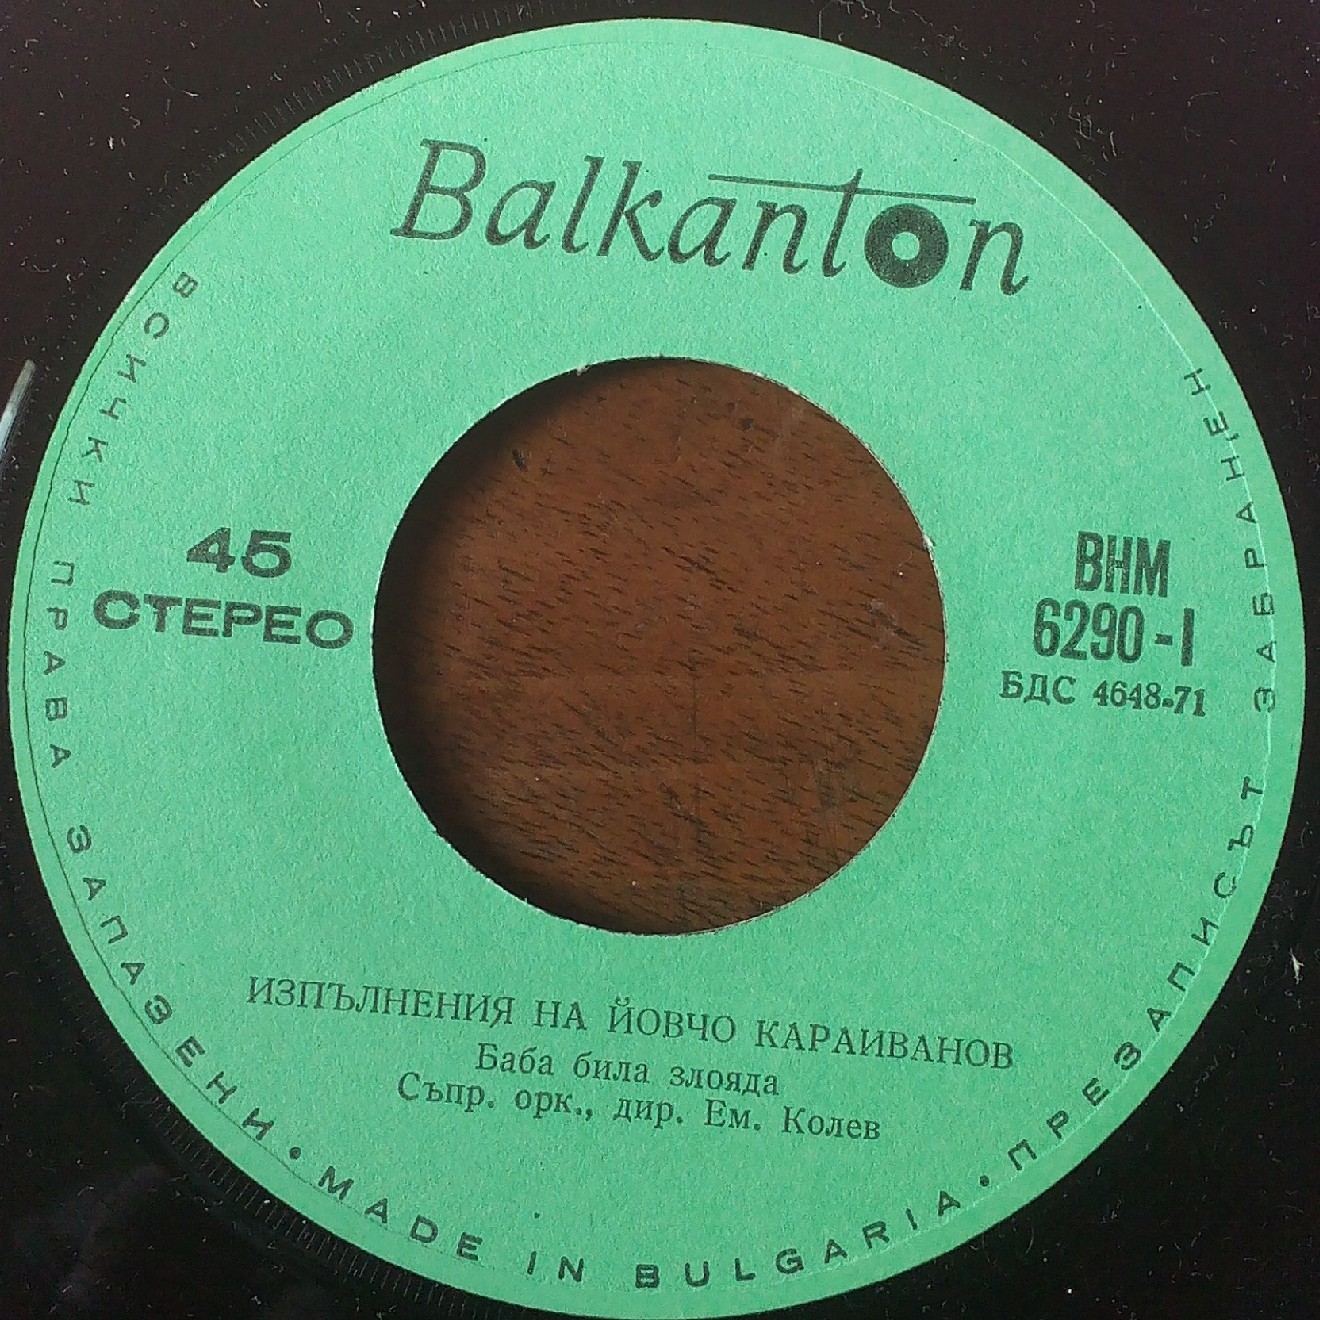 Balkanton
45
СТЕРЕО
ВНМ
6290-I
БДС 4648-71
ИЗПЪЛНЕНИЯ НА ЙОВЧО КАРАИВАНОВ
Баба била злояда
Съпр. орк., дир. Ем. Колев
ВСИЧКИ ПРАВА ЗАПАЗЕНИ • MADE IN BULGARIA • ПРЕЗАПИСЪТ ЗАБРАНЕН